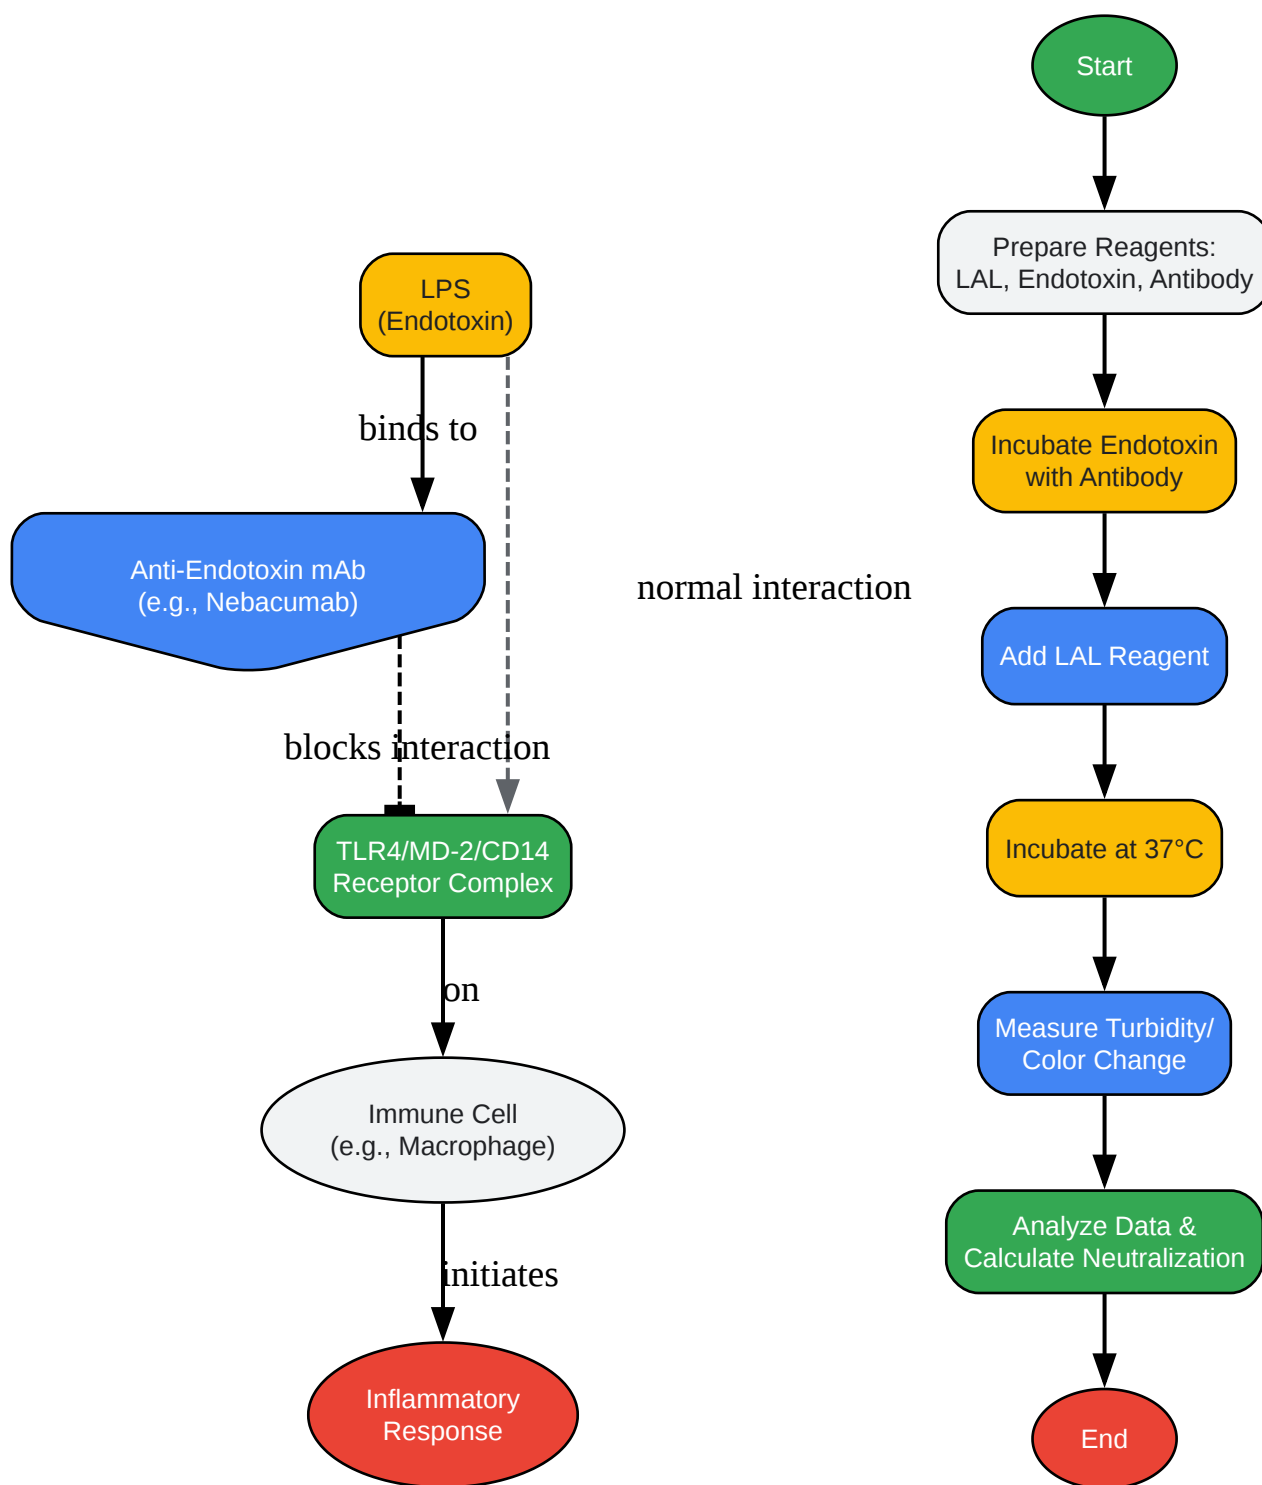 LPS
(Endotoxin)
binds to
Anti-Endotoxin mAb
(e.g., Nebacumab)
normal interaction
blocks interaction
TLR4/MD-2/CD14
Receptor Complex
on
Immune Cell
(e.g., Macrophage)
initiates
Inflammatory
Response
Start
Prepare Reagents:
LAL, Endotoxin, Antibody
Incubate Endotoxin
with Antibody
Add LAL Reagent
Incubate at 37°C
Measure Turbidity/
Color Change
Analyze Data &
Calculate Neutralization
End